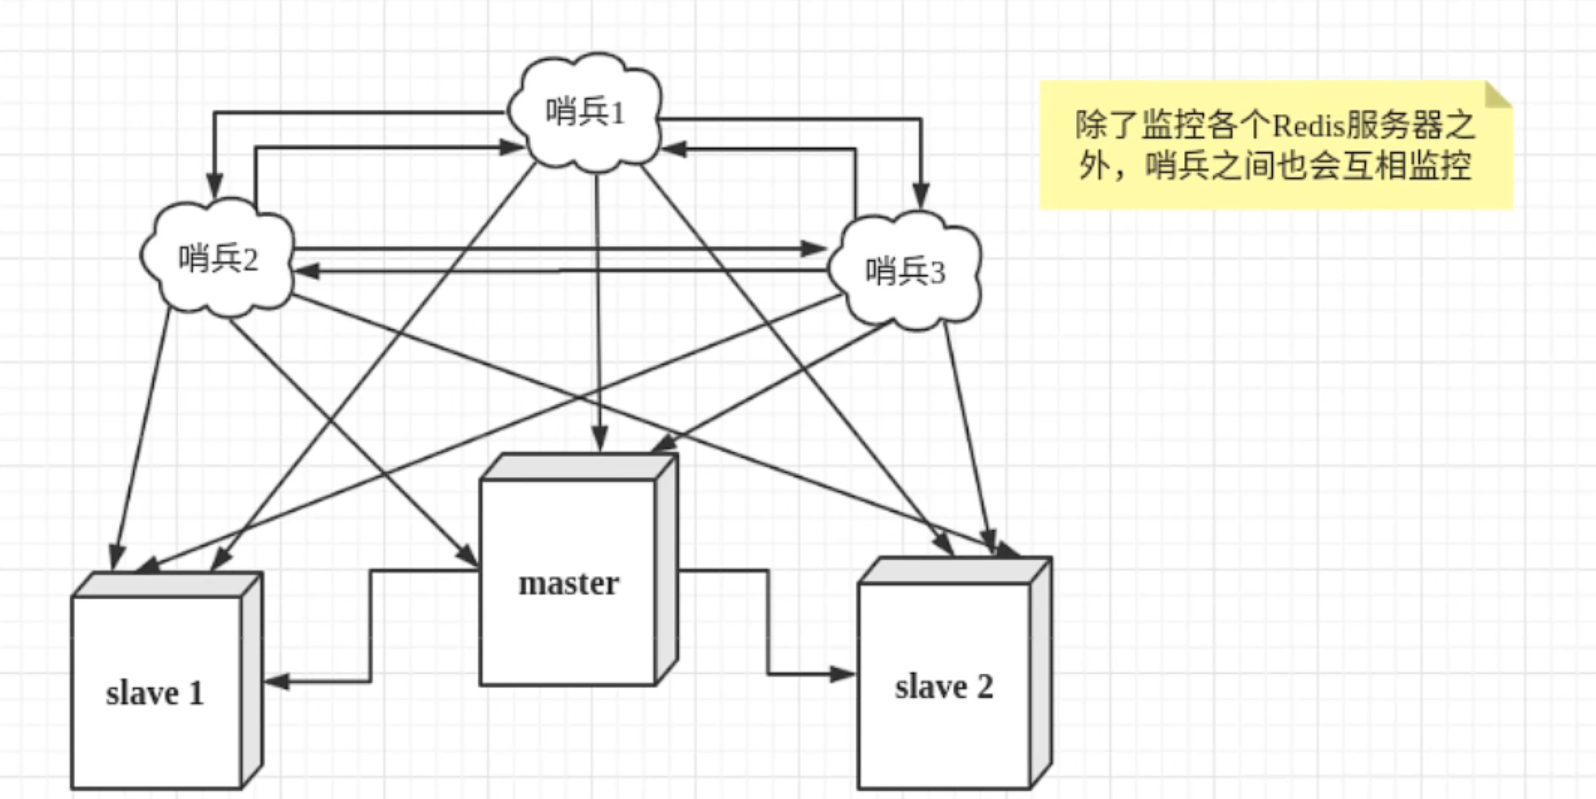 哨兵1
除了监控各个Redis服务器之
外，哨兵之间也会互相监控
哨兵2
哨兵3
master
slave 1
slave 2